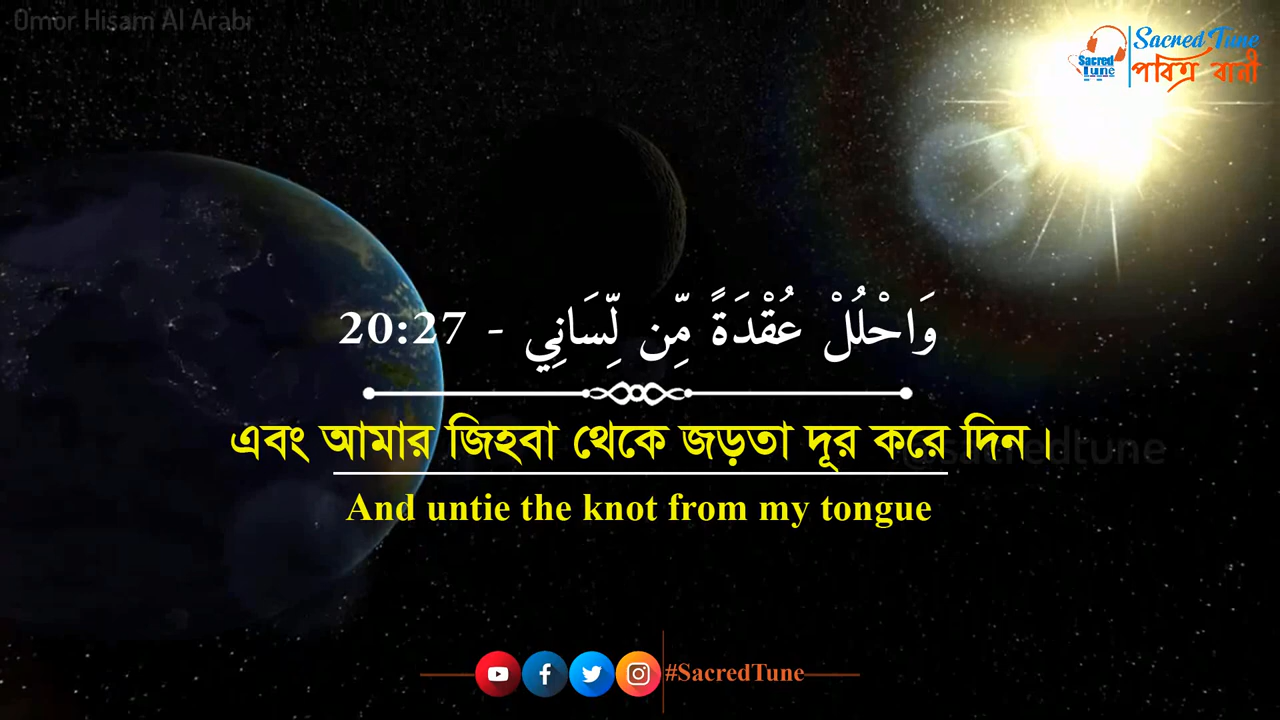 Omor Hisam Al Arabi
Sacred Tune
Sacred Tune
পবিত্র বানী
وَاحْلُلْ عُقْدَةً مِّن لِّسَانِي - 20:27
এবং আমার জিহবা থেকে জড়তা দূর করে দিন।
@sacredtune
And untie the knot from my tongue
#SacredTune